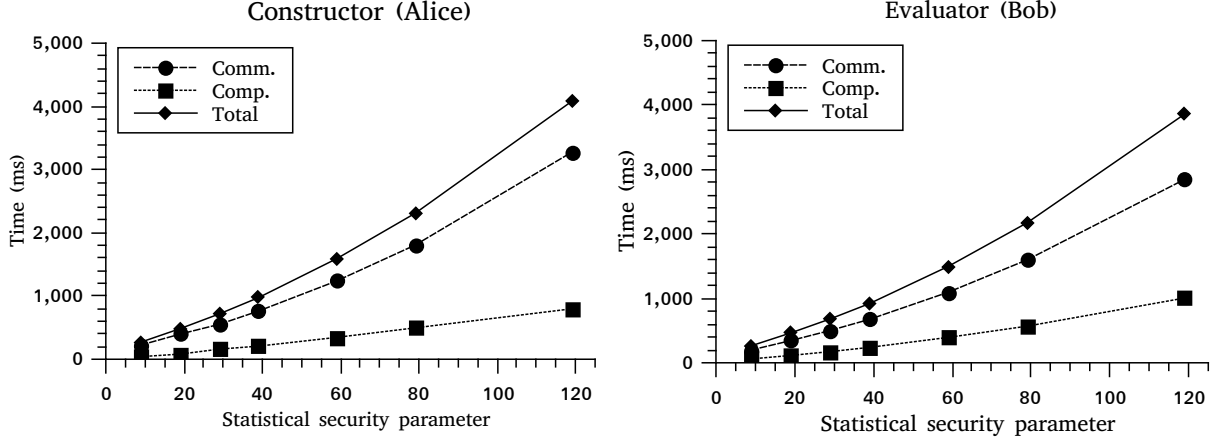 Constructor (Alice)
5,000
4,000
3,000
2,000
1,000
0
Time (ms)
Comm.
Comp.
Total
0 20 40 60 80 100 120
Statistical security parameter
Evaluator (Bob)
5,000
4,000
3,000
2,000
1,000
0
Time (ms)
Comm.
Comp.
Total
0 20 40 60 80 100 120
Statistical security parameter